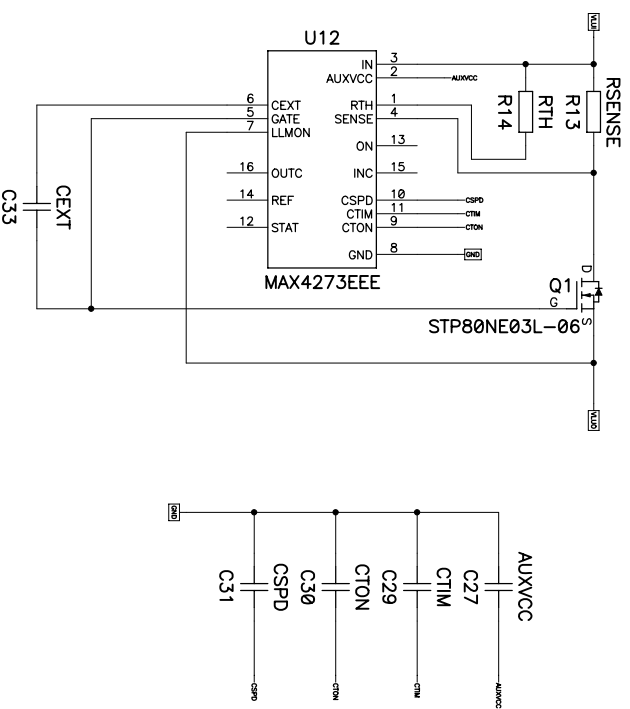 VLUI
U12
IN 3
AUXVCC 2 AUXVCC
6 CEXT
5 GATE
7 LLMON
RTH 1
SENSE 4
ON 13
16 OUTC
INC 15
14 REF
12 STAT
CSPD 10 CSPD
CTIM 11 CTIM
CTON 9 CTON
GND 8 GND
MAX4273EEE
RTH
R14
RSENSE
R13
CEXT
C33
D
Q1
G
S
STP80NE03L-06
VLUO
GND
CSPD
C31
CTON
C30
CTIM
C29
AUXVCC
C27
CSPD
CTON
CTIM
AUXVCC